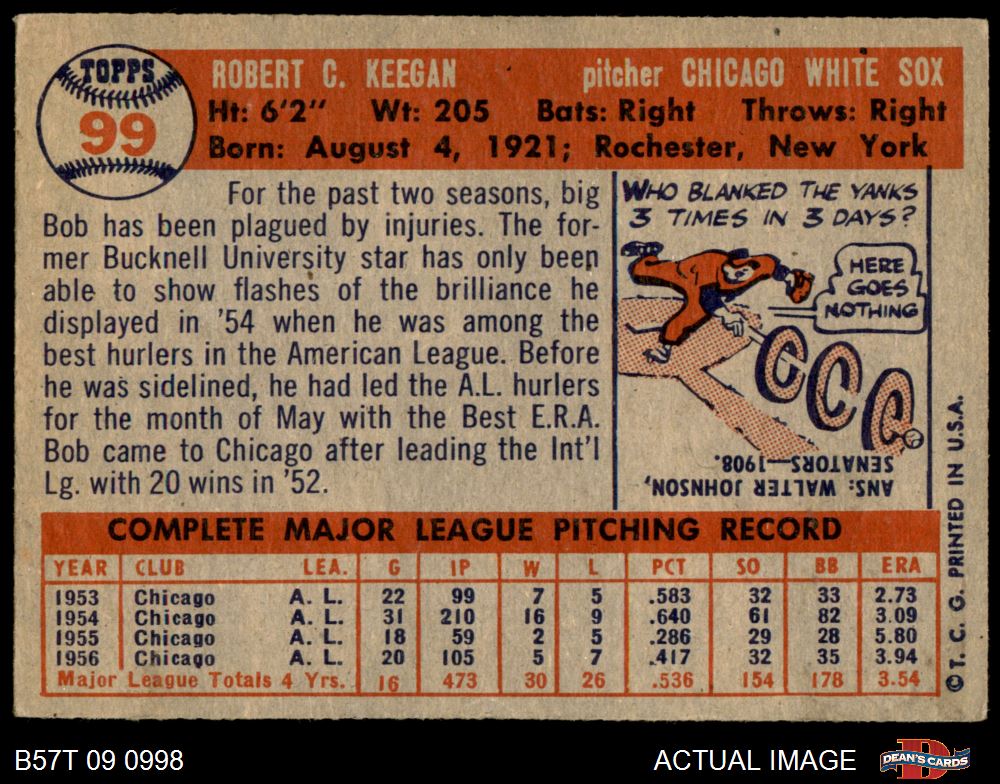 TOPPS
99
ROBERT C. KEEGAN pitcher CHICAGO WHITE SOX
Ht: 6'2" Wt: 205 Bats: Right Throws: Right
Born: August 4, 1921; Rochester, New York
For the past two seasons, big
Bob has been plagued by injuries. The for-
mer Bucknell University star has only been
able to show flashes of the brilliance he
displayed in '54 when he was among the
best hurlers in the American League. Before
he was sidelined, he had led the A.L. hurlers
for the month of May with the Best E.R.A.
Bob came to Chicago after leading the Int'l
Lg. with 20 wins in '52.
WHO BLANKED THE YANKS
3 TIMES IN 3 DAYS?
HERE
GOES
NOTHING
ANS: WALTER JOHNSON,
SENATORS—1908.
COMPLETE MAJOR LEAGUE PITCHING RECORD
YEAR CLUB LEA. G IP W L PCT SO BB ERA
1953 Chicago A. L. 22 99 7 5 .583 32 33 2.73
1954 Chicago A. L. 31 210 16 9 .640 61 82 3.09
1955 Chicago A. L. 18 59 2 5 .286 29 28 5.80
1956 Chicago A. L. 20 105 5 7 .417 32 35 3.94
Major League Totals 4 Yrs. 16 473 30 26 .536 154 178 3.54
© T. C. G. PRINTED IN U.S.A.
B57T 09 0998 ACTUAL IMAGE
DEAN'S CARDS